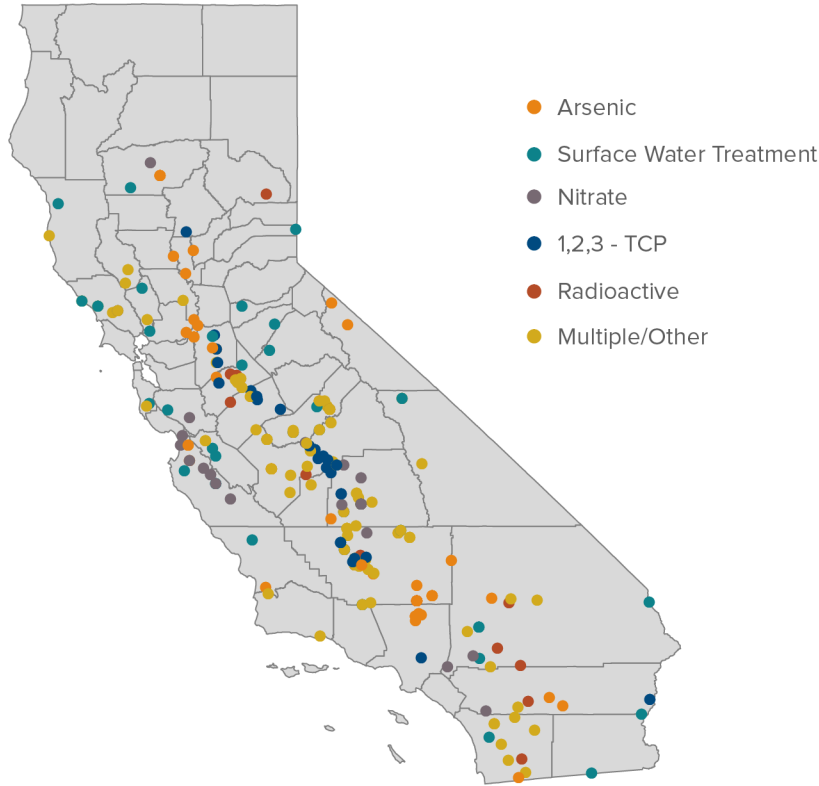 Arsenic
Surface Water Treatment
Nitrate
1,2,3 - TCP
Radioactive
Multiple/Other